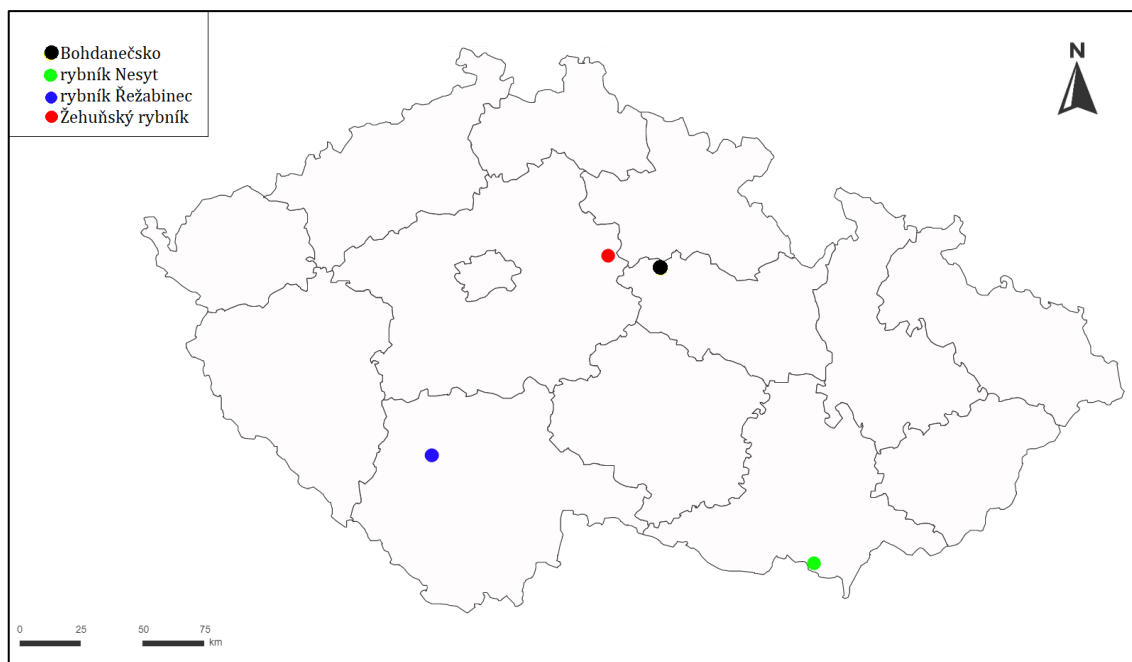 Bohdanečsko
rybník Nesyt
rybník Řežabinec
Žehuňský rybník
N
0 25 50 75
km